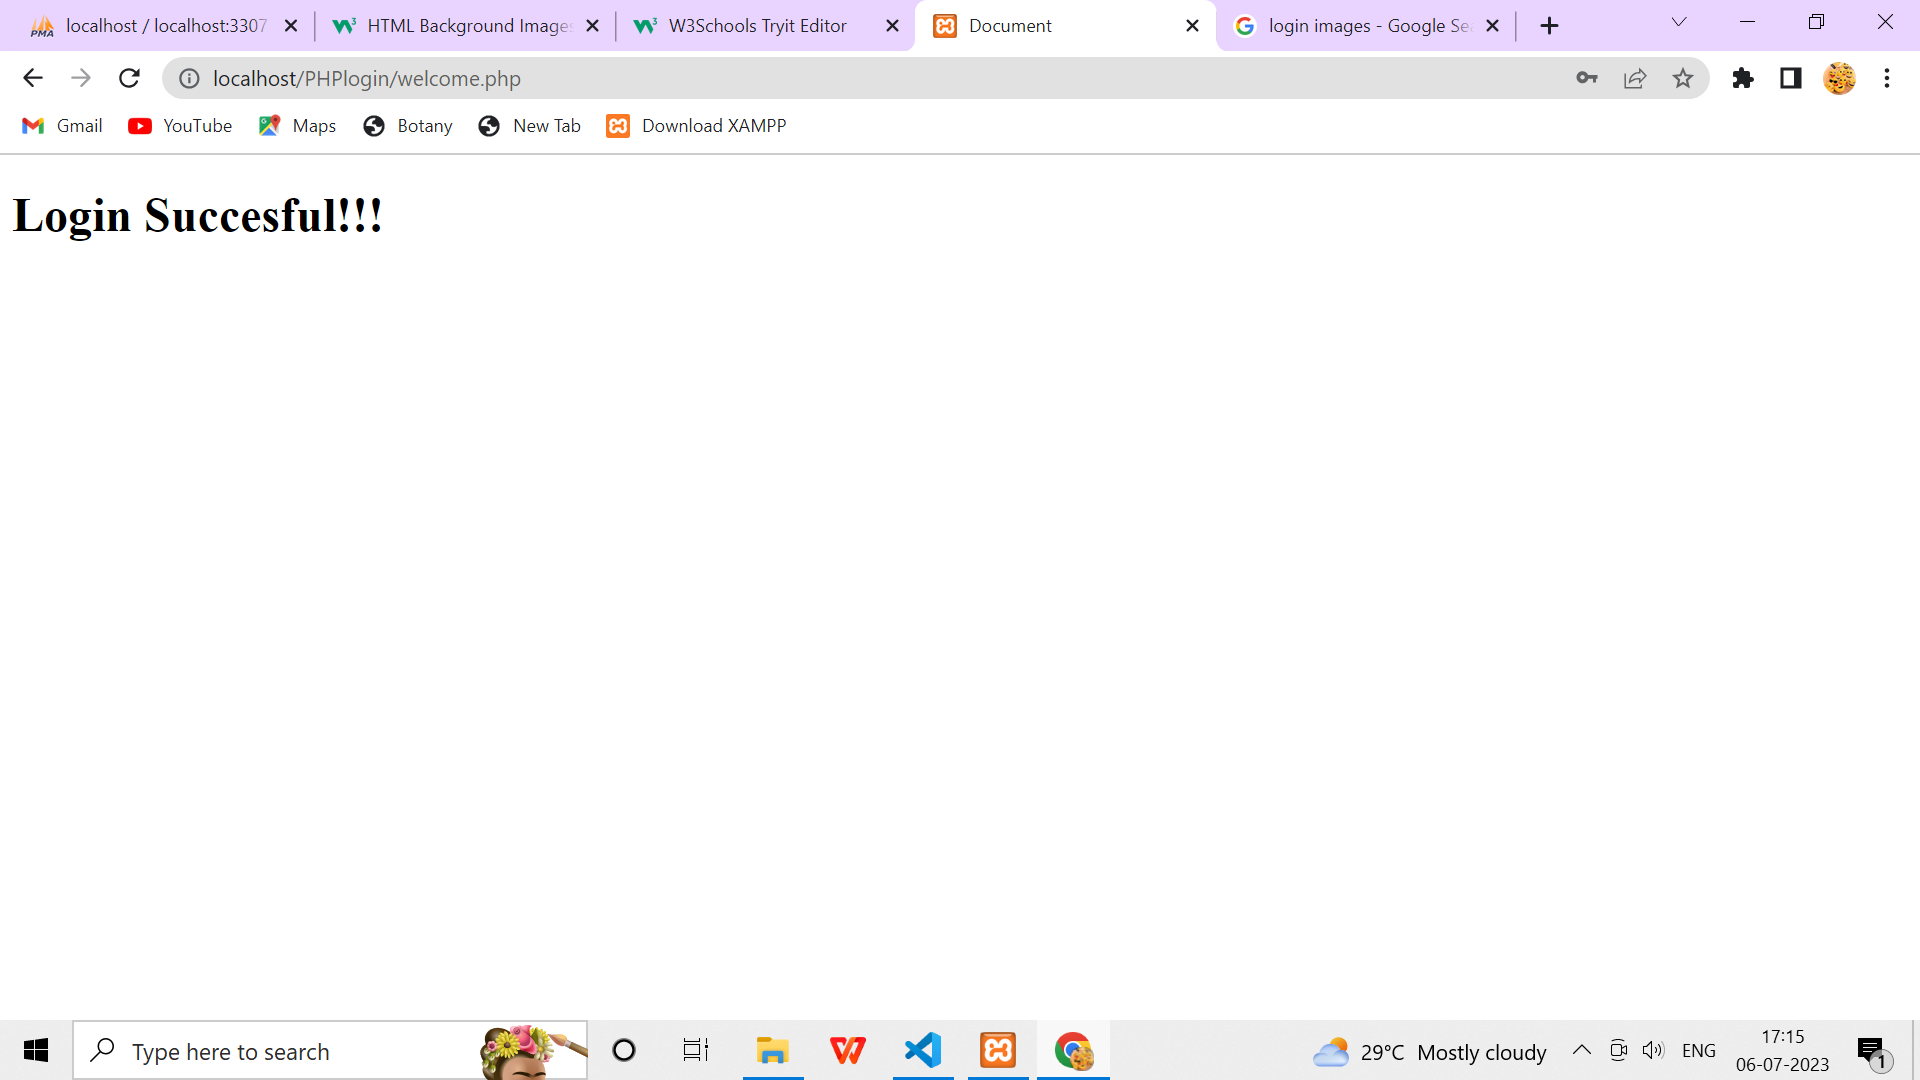 localhost / localhost:3307
HTML Background Images
W3Schools Tryit Editor
Document
login images - Google Sea
localhost/PHPlogin/welcome.php
Gmail
YouTube
Maps
Botany
New Tab
Download XAMPP
Login Succesful!!!
Type here to search
29°C Mostly cloudy
ENG
17:15
06-07-2023
1